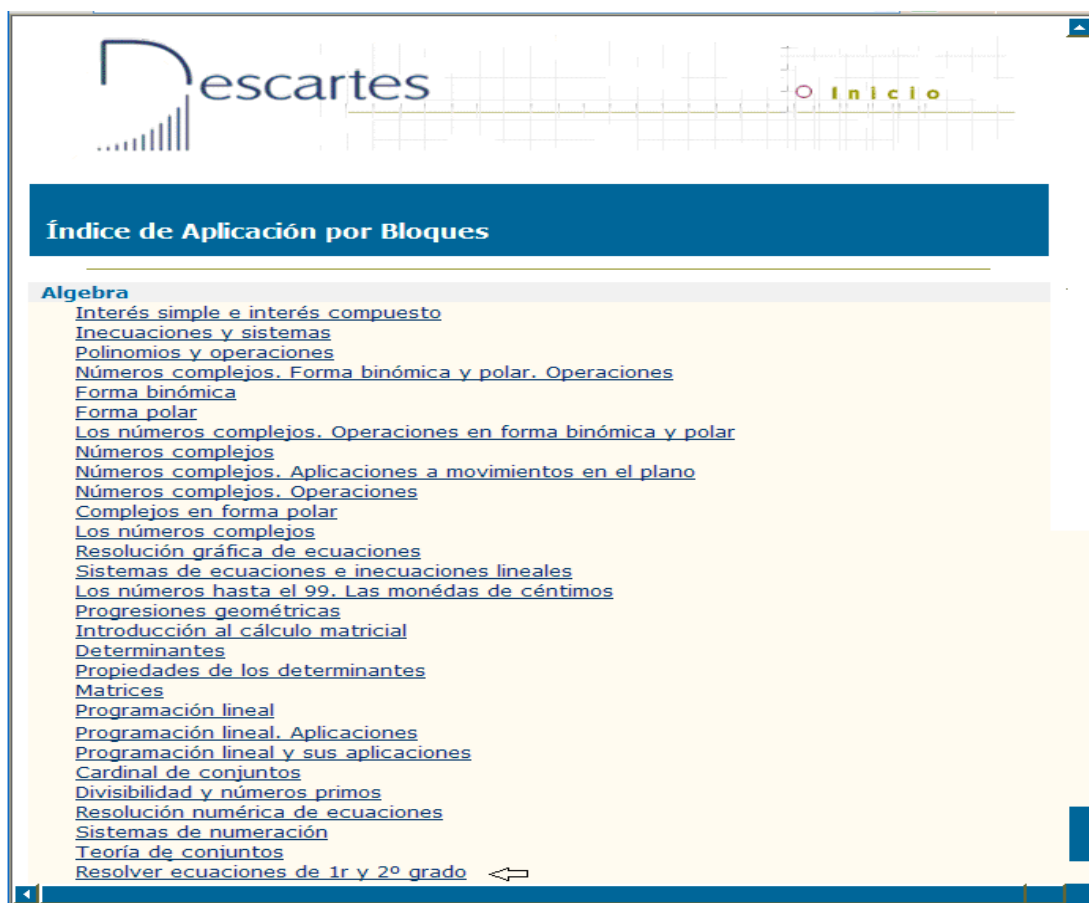 Descartes
Inicio
Índice de Aplicación por Bloques
Algebra
Interés simple e interés compuesto
Inecuaciones y sistemas
Polinomios y operaciones
Números complejos. Forma binómica y polar. Operaciones
Forma binómica
Forma polar
Los números complejos. Operaciones en forma binómica y polar
Números complejos
Números complejos. Aplicaciones a movimientos en el plano
Números complejos. Operaciones
Complejos en forma polar
Los números complejos
Resolución gráfica de ecuaciones
Sistemas de ecuaciones e inecuaciones lineales
Los números hasta el 99. Las monédas de céntimos
Progresiones geométricas
Introducción al cálculo matricial
Determinantes
Propiedades de los determinantes
Matrices
Programación lineal
Programación lineal. Aplicaciones
Programación lineal y sus aplicaciones
Cardinal de conjuntos
Divisibilidad y números primos
Resolución numérica de ecuaciones
Sistemas de numeración
Teoría de conjuntos
Resolver ecuaciones de 1r y 2º grado